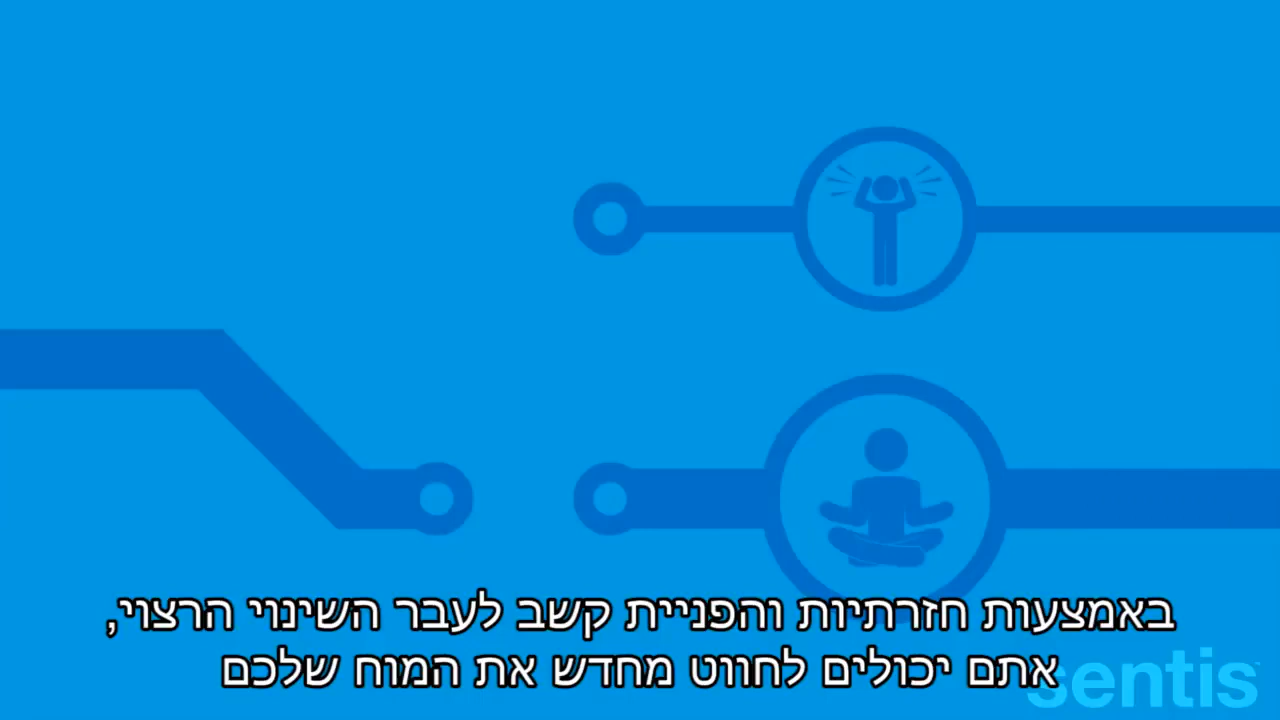 באמצעות חזרתיות והפניית קשב לעבר השינוי הרצוי,
אתם יכולים לחווט מחדש את המוח שלכם
sentis